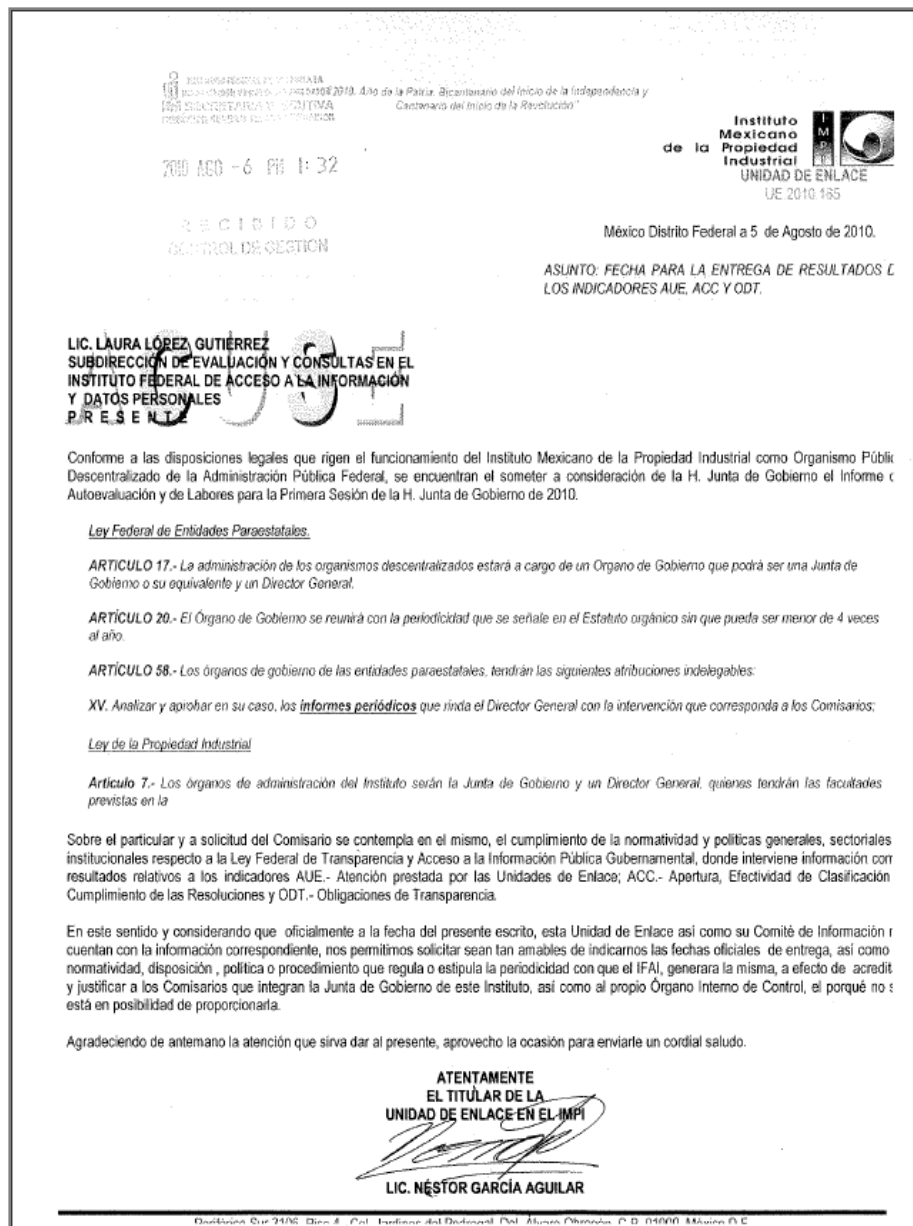 2010, Año de la Patria. Bicentenario del Inicio de la Independencia y
Centenario del Inicio de la Revolución"
SECRETARIA EJECUTIVA
Instituto
Mexicano
de la Propiedad
Industrial
IMPI
UNIDAD DE ENLACE
UE.2010.165
2010 AGO -6 PM 1:32
RECIBIDO
CONTROL DE GESTION
México Distrito Federal a 5 de Agosto de 2010.
ASUNTO: FECHA PARA LA ENTREGA DE RESULTADOS D
LOS INDICADORES AUE, ACC Y ODT.
ACUSE
LIC. LAURA LÓPEZ GUTIÉRREZ
SUBDIRECCIÓN DE EVALUACIÓN Y CONSULTAS EN EL
INSTITUTO FEDERAL DE ACCESO A LA INFORMACIÓN
Y DATOS PERSONALES
P R E S E N T E
Conforme a las disposiciones legales que rigen el funcionamiento del Instituto Mexicano de la Propiedad Industrial como Organismo Públic
Descentralizado de la Administración Pública Federal, se encuentran el someter a consideración de la H. Junta de Gobierno el Informe d
Autoevaluación y de Labores para la Primera Sesión de la H. Junta de Gobierno de 2010.
Ley Federal de Entidades Paraestatales.
ARTICULO 17.- La administración de los organismos descentralizados estará a cargo de un Organo de Gobierno que podrá ser una Junta de
Gobierno o su equivalente y un Director General.
ARTÍCULO 20.- El Órgano de Gobierno se reunirá con la periodicidad que se señale en el Estatuto orgánico sin que pueda ser menor de 4 veces
al año.
ARTÍCULO 58.- Los órganos de gobierno de las entidades paraestatales, tendrán las siguientes atribuciones indelegables:
XV. Analizar y aprobar en su caso, los informes periódicos que rinda el Director General con la intervención que corresponda a los Comisarios;
Ley de la Propiedad Industrial
Artículo 7.- Los órganos de administración del Instituto serán la Junta de Gobierno y un Director General, quienes tendrán las facultades
previstas en la
Sobre el particular y a solicitud del Comisario se contempla en el mismo, el cumplimiento de la normatividad y políticas generales, sectoriales
institucionales respecto a la Ley Federal de Transparencia y Acceso a la Información Pública Gubernamental, donde interviene información com
resultados relativos a los indicadores AUE.- Atención prestada por las Unidades de Enlace; ACC.- Apertura, Efectividad de Clasificación
Cumplimiento de las Resoluciones y ODT.- Obligaciones de Transparencia.
En este sentido y considerando que oficialmente a la fecha del presente escrito, esta Unidad de Enlace así como su Comité de Información n
cuentan con la información correspondiente, nos permitimos solicitar sean tan amables de indicarnos las fechas oficiales de entrega, así como
normatividad, disposición , política o procedimiento que regula o estipula la periodicidad con que el IFAI, generara la misma, a efecto de acredit
y justificar a los Comisarios que integran la Junta de Gobierno de este Instituto, así como al propio Órgano Interno de Control, el porqué no s
está en posibilidad de proporcionarla.
Agradeciendo de antemano la atención que sirva dar al presente, aprovecho la ocasión para enviarle un cordial saludo.
ATENTAMENTE
EL TITULAR DE LA
UNIDAD DE ENLACE EN EL IMPI
LIC. NÉSTOR GARCÍA AGUILAR
Periférico Sur 3106, Piso 4, Col. Jardines del Pedregal, Del. Álvaro Obregón, C.P. 01900, México D.F.